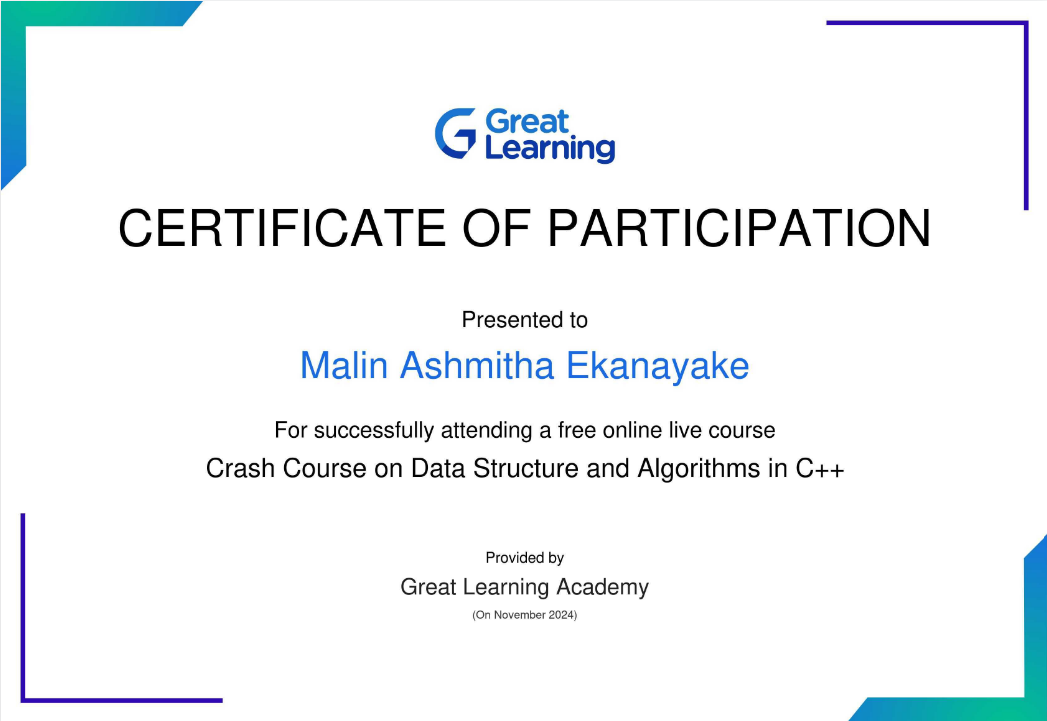 Great
Learning
CERTIFICATE OF PARTICIPATION
Presented to
Malin Ashmitha Ekanayake
For successfully attending a free online live course
Crash Course on Data Structure and Algorithms in C++
Provided by
Great Learning Academy
(On November 2024)